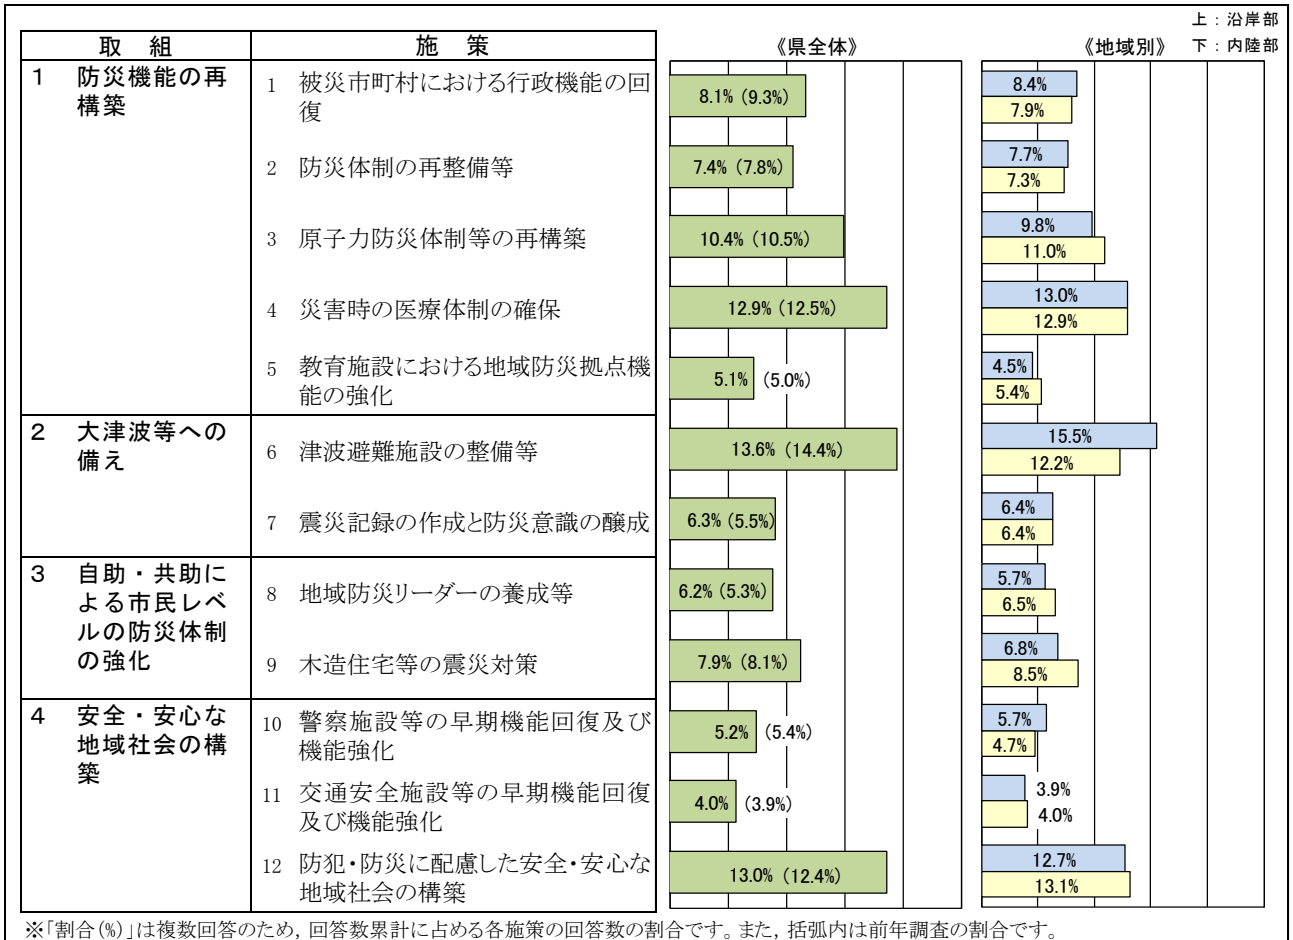 上：沿岸部
取　組　施　策　《県全体》　《地域別》　下：内陸部
1　防災機能の再
構築
1　被災市町村における行政機能の回
復
8.1% (9.3%)
8.4%
7.9%
2　防災体制の再整備等
7.4% (7.8%)
7.7%
7.3%
3　原子力防災体制等の再構築
10.4% (10.5%)
9.8%
11.0%
4　災害時の医療体制の確保
12.9% (12.5%)
13.0%
12.9%
5　教育施設における地域防災拠点機
能の強化
5.1% (5.0%)
4.5%
5.4%
2　大津波等への
備え
6　津波避難施設の整備等
13.6% (14.4%)
15.5%
12.2%
7　震災記録の作成と防災意識の醸成
6.3% (5.5%)
6.4%
6.4%
3　自助・共助に
よる市民レベ
ルの防災体制
の強化
8　地域防災リーダーの養成等
6.2% (5.3%)
5.7%
6.5%
9　木造住宅等の震災対策
7.9% (8.1%)
6.8%
8.5%
4　安全・安心な
地域社会の構
築
10　警察施設等の早期機能回復及び
機能強化
5.2% (5.4%)
5.7%
4.7%
11　交通安全施設等の早期機能回復
及び機能強化
4.0% (3.9%)
3.9%
4.0%
12　防犯・防災に配慮した安全・安心な
地域社会の構築
13.0% (12.4%)
12.7%
13.1%
※「割合(%)」は複数回答のため，回答数累計に占める各施策の回答数の割合です。また，括弧内は前年調査の割合です。